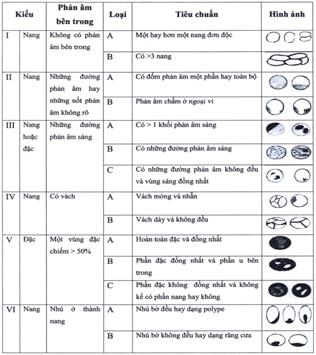 Kiểu Phản âm bên trong Loại Tiêu chuẩn Hình ảnh
I Nang Không có phản âm bên trong A Một hay hơn một nang đơn độc
B Có >3 nang
II Nang Những đường phản âm hay những nốt phản âm không rõ A Có đốm phản âm một phần hay toàn bộ
B Phản âm chấm ở ngoại vi
III Nang hoặc đặc Những đường phản âm sáng A Có > 1 khối phản âm sáng
B Có những đường phản âm sáng
C Có những đường phản âm không đều và vùng sáng đồng nhất
IV Nang Có vách A Vách mỏng và nhẵn
B Vách dày và không đều
V Đặc Một vùng đặc chiếm > 50% A Hoàn toàn đặc và đồng nhất
B Phần đặc đồng nhất và phần u bên trong
C Phần đặc không đồng nhất và không kể có phần nang hay không
VI Nang Nhú ở thành nang A Nhú bờ đều hay dạng polype
B Nhú bờ không đều hay dạng răng cưa